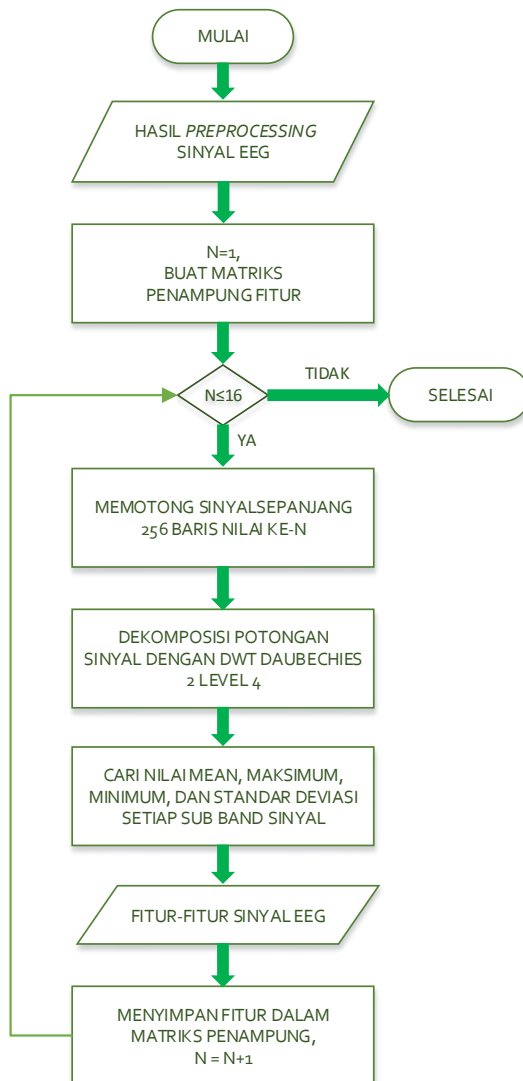 MULAI
HASIL PREPROCESSING
SINYAL EEG
N=1,
BUAT MATRIKS
PENAMPUNG FITUR
N≤16
TIDAK
SELESAI
YA
MEMOTONG SINYALSEPANJANG
256 BARIS NILAI KE-N
DEKOMPOSISI POTONGAN
SINYAL DENGAN DWT DAUBECHIES
2 LEVEL 4
CARI NILAI MEAN, MAKSIMUM,
MINIMUM, DAN STANDAR DEVIASI
SETIAP SUB BAND SINYAL
FITUR-FITUR SINYAL EEG
MENYIMPAN FITUR DALAM
MATRIKS PENAMPUNG,
N = N+1